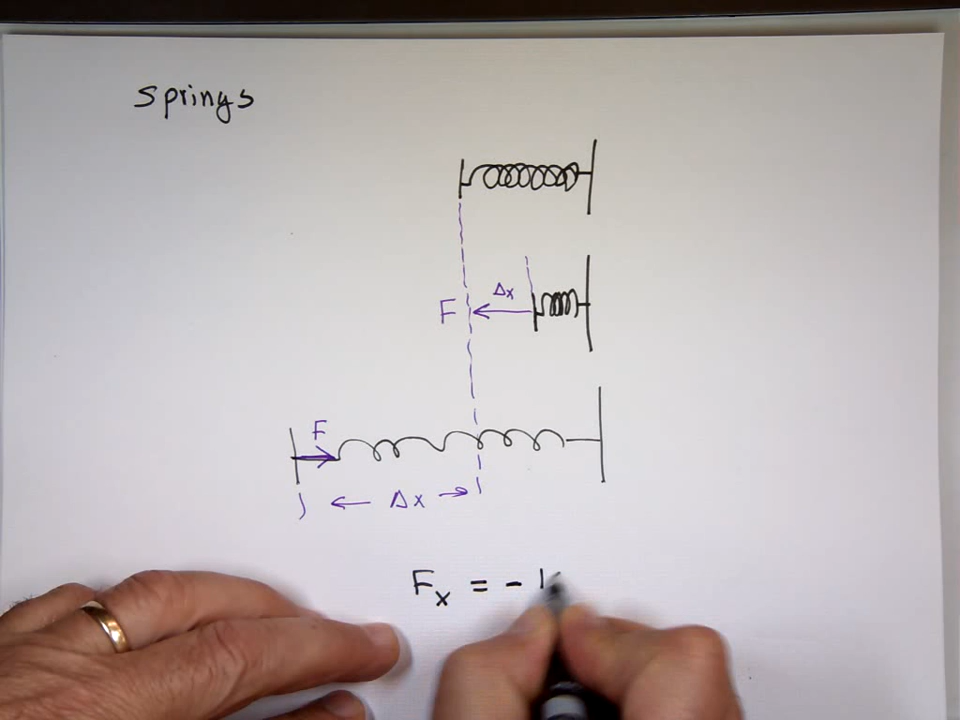 springs
Δx
F
F
Δx
Fx = -